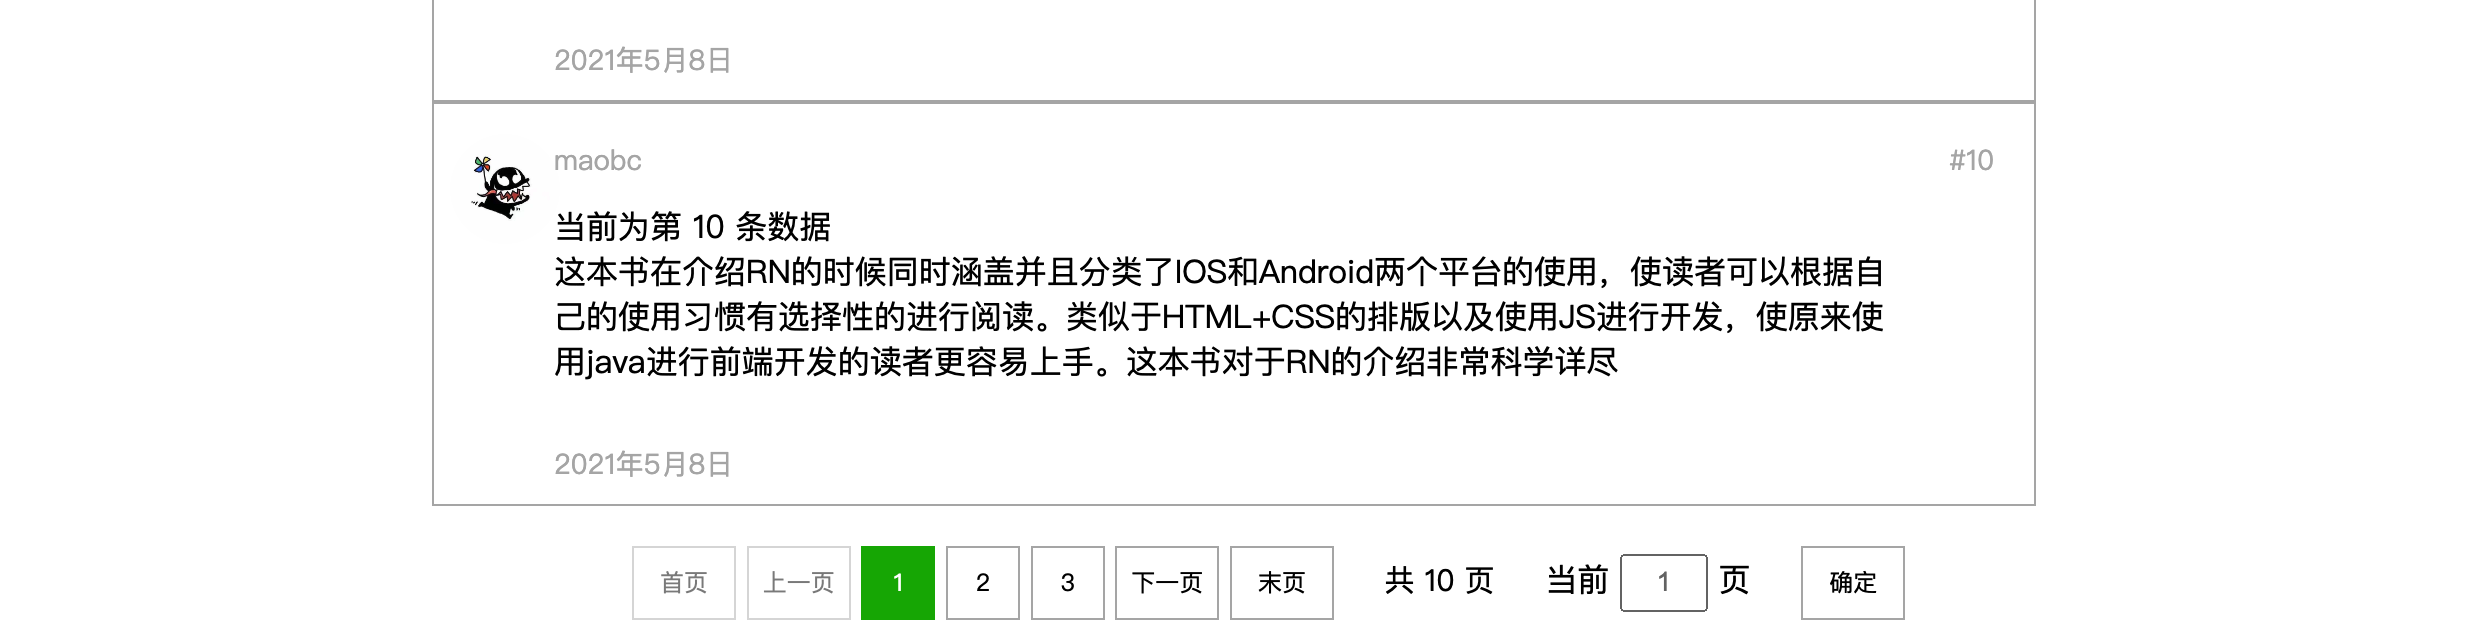 2021年5月8日
maobc
#10
当前为第 10 条数据
这本书在介绍RN的时候同时涵盖并且分类了IOS和Android两个平台的使用，使读者可以根据自
己的使用习惯有选择性的进行阅读。类似于HTML+CSS的排版以及使用JS进行开发，使原来使
用java进行前端开发的读者更容易上手。这本书对于RN的介绍非常科学详尽
2021年5月8日
首页 上一页 1 2 3 下一页 末页 共 10 页 当前 1 页 确定